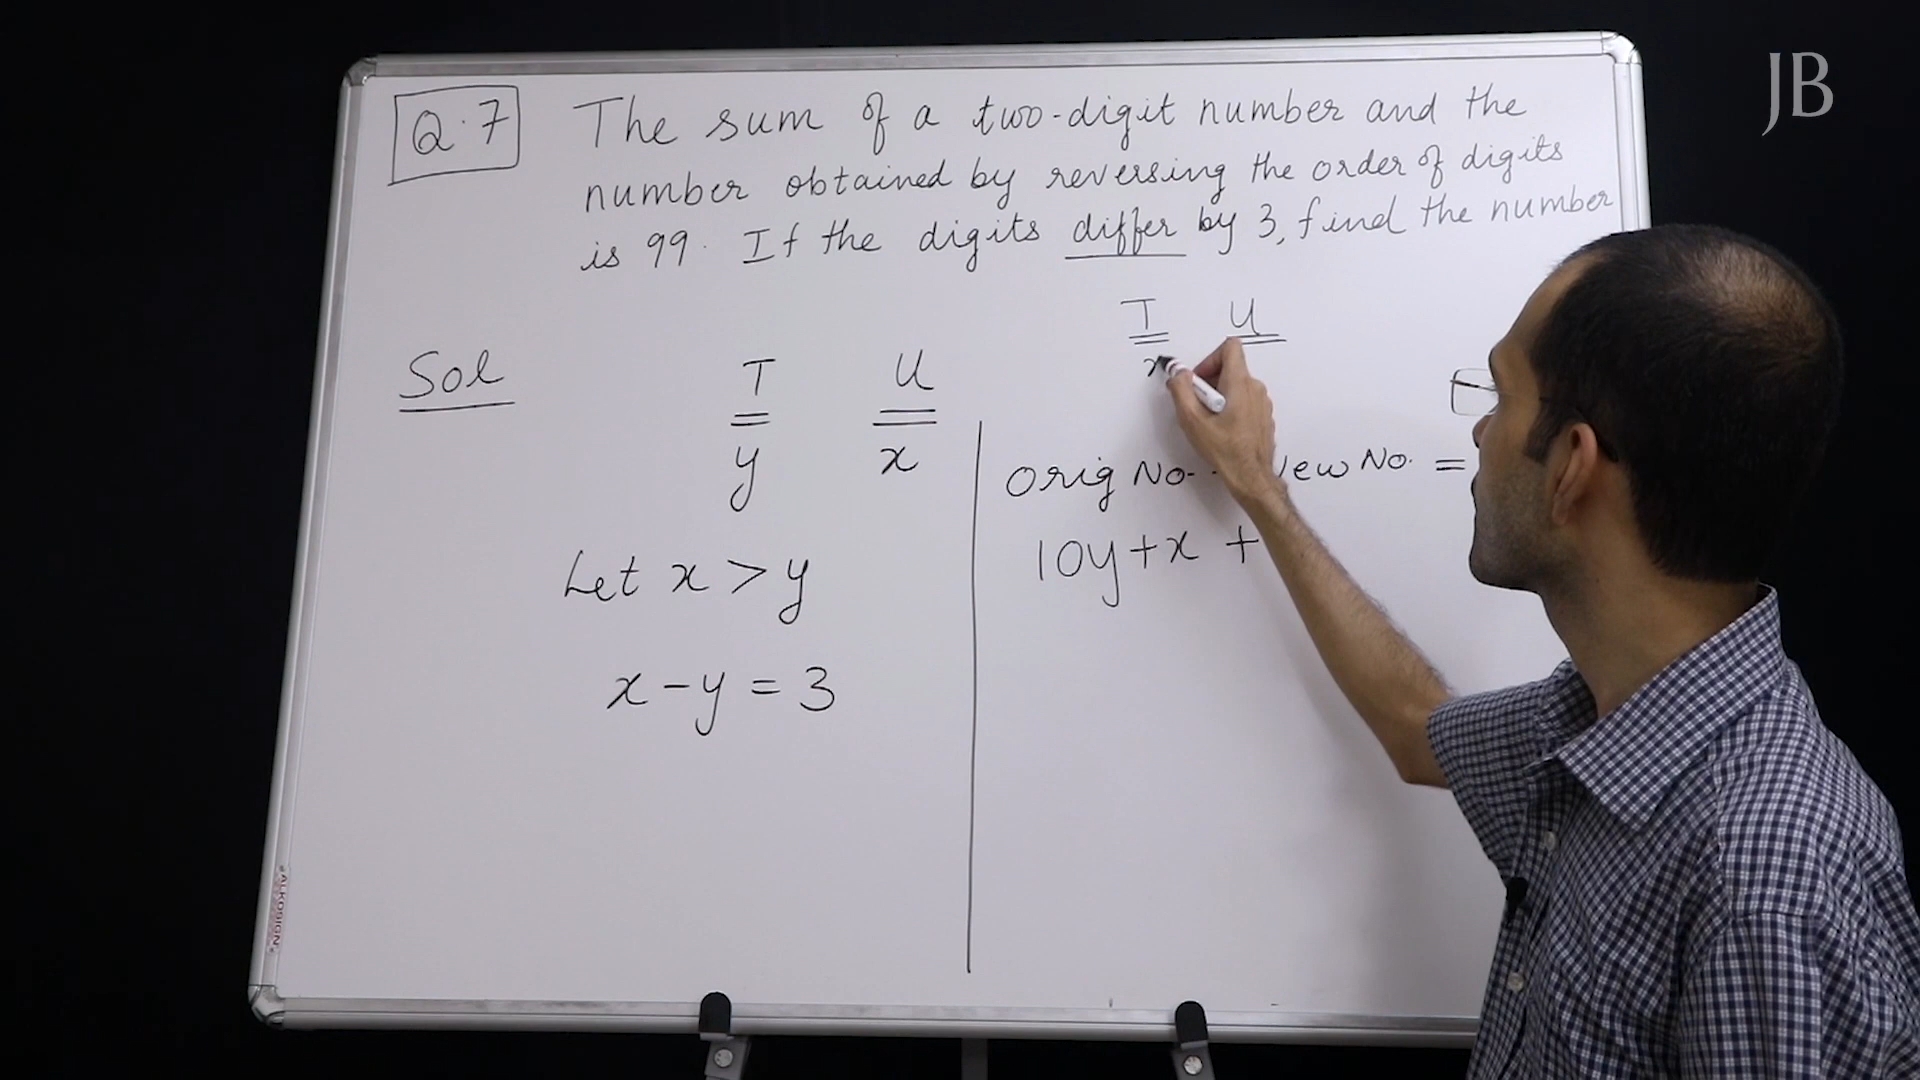 JB
Q.7 The sum of a two-digit number and the
number obtained by reversing the order of digits
is 99. If the digits differ by 3, find the number
T U
x
Sol T U
y x
Orig No. New No. =
10y+x +
Let x > y
x-y = 3
ALKOSIGN